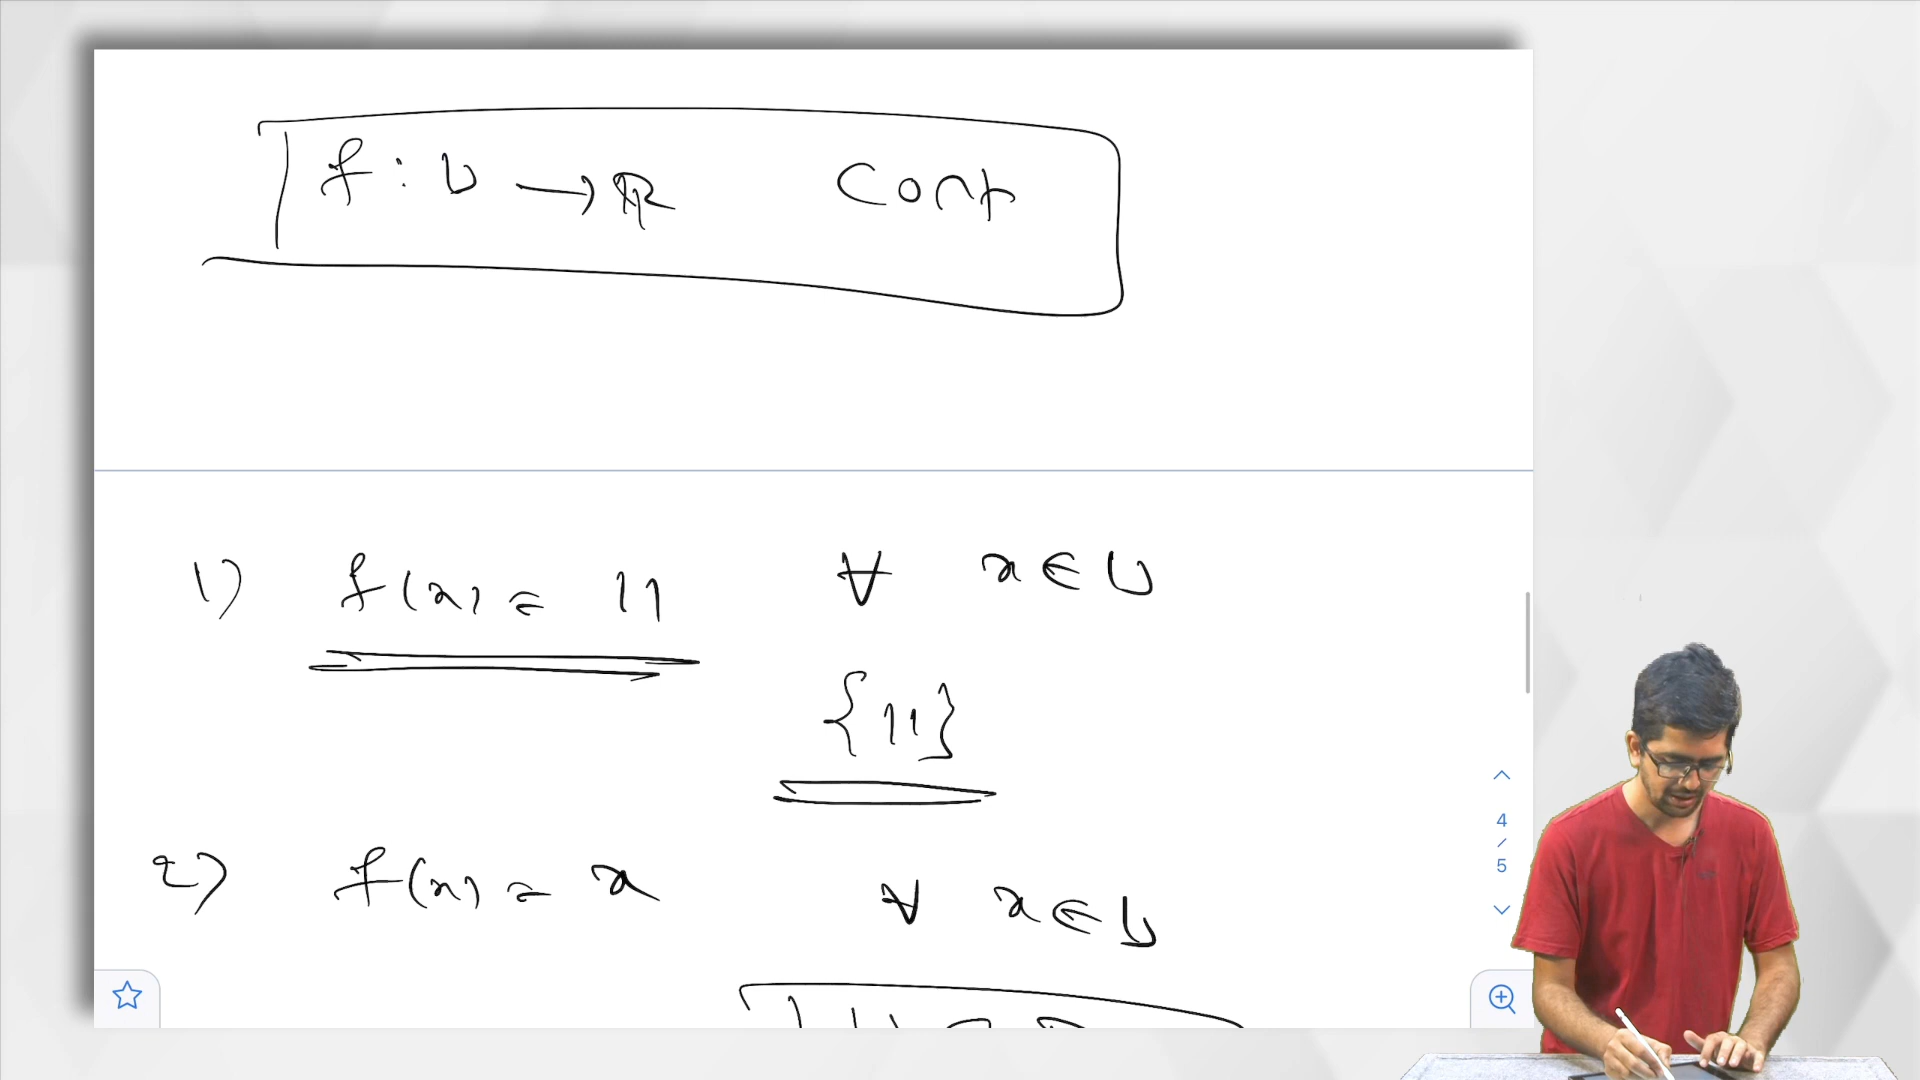 f : U → ℝ cont
1) f(x) = 11 ∀ x ∈ U
{11}
2) f(x) = x ∀ x ∈ U
4
/
5